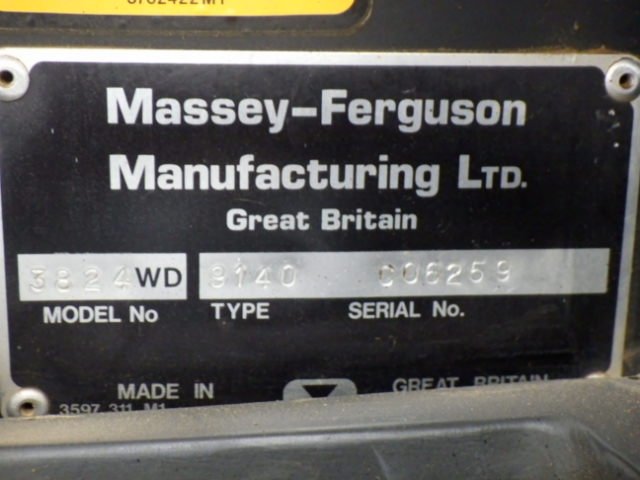 3782422M1
Massey-Ferguson
Manufacturing LTD.
Great Britain
3824WD 9140 C06259
MODEL No TYPE SERIAL No.
MADE IN GREAT BRITAIN
3597 311 M1